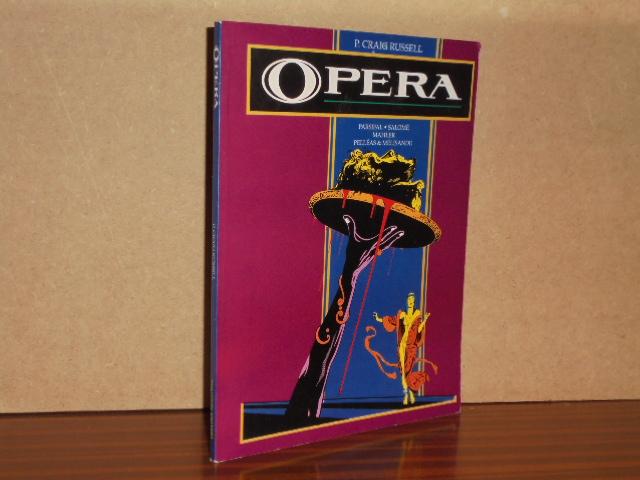 P. CRAIG RUSSELL
OPERA
PARSIFAL • SALOMÉ
MAHLER
PELLÉAS & MÉLISANDE
OPERA